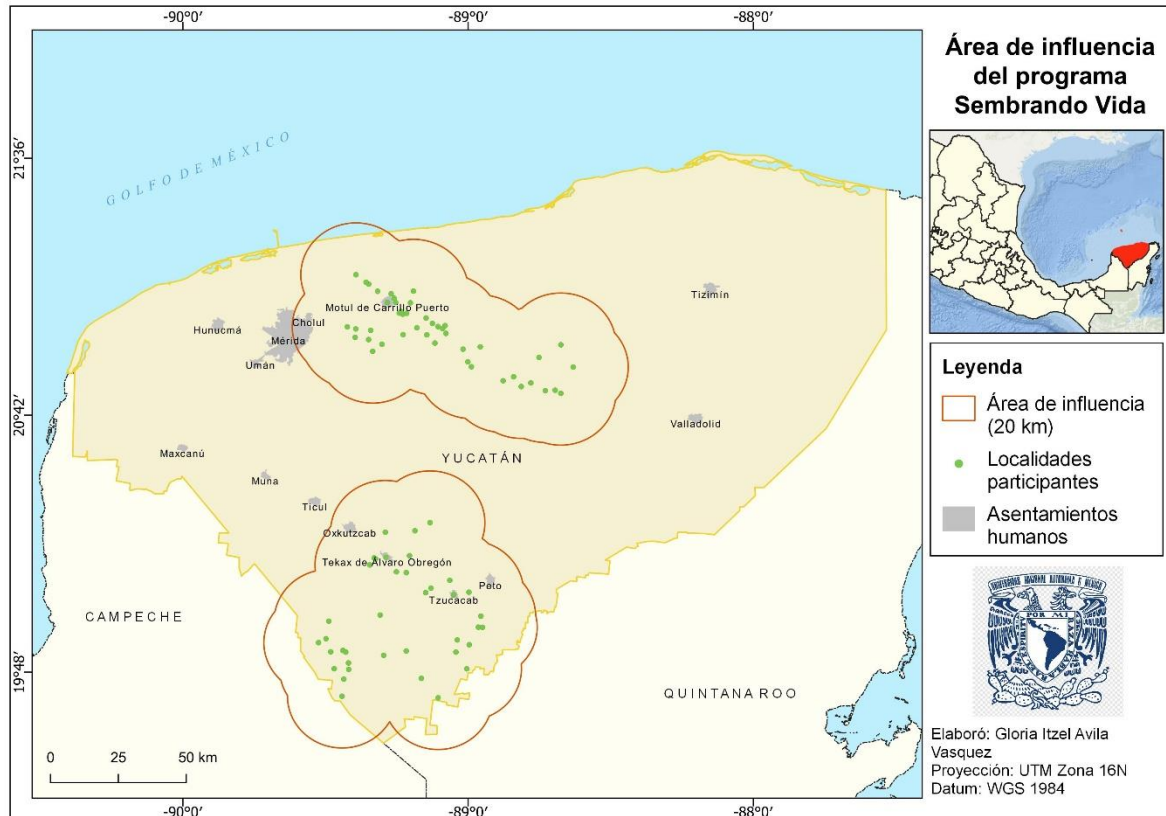 Área de influencia
del programa
Sembrando Vida
-90°0'
-89°0'
-88°0'
21°36'
20°42'
19°48'
GOLFO DE MÉXICO
Motul de Carrillo Puerto
Tizimín
Hunucmá
Cholul
Mérida
Umán
Valladolid
Maxcanú
YUCATÁN
Muna
Ticul
Oxkutzcab
Tekax de Álvaro Obregón
Peto
Tzucacab
CAMPECHE
QUINTANA ROO
0 25 50 km
-90°0'
-89°0'
-88°0'
Leyenda
Área de influencia
(20 km)
Localidades
participantes
Asentamientos
humanos
POR MI
RAZA
ESPIRITU
Elaboró: Gloria Itzel Avila
Vasquez
Proyección: UTM Zona 16N
Datum: WGS 1984